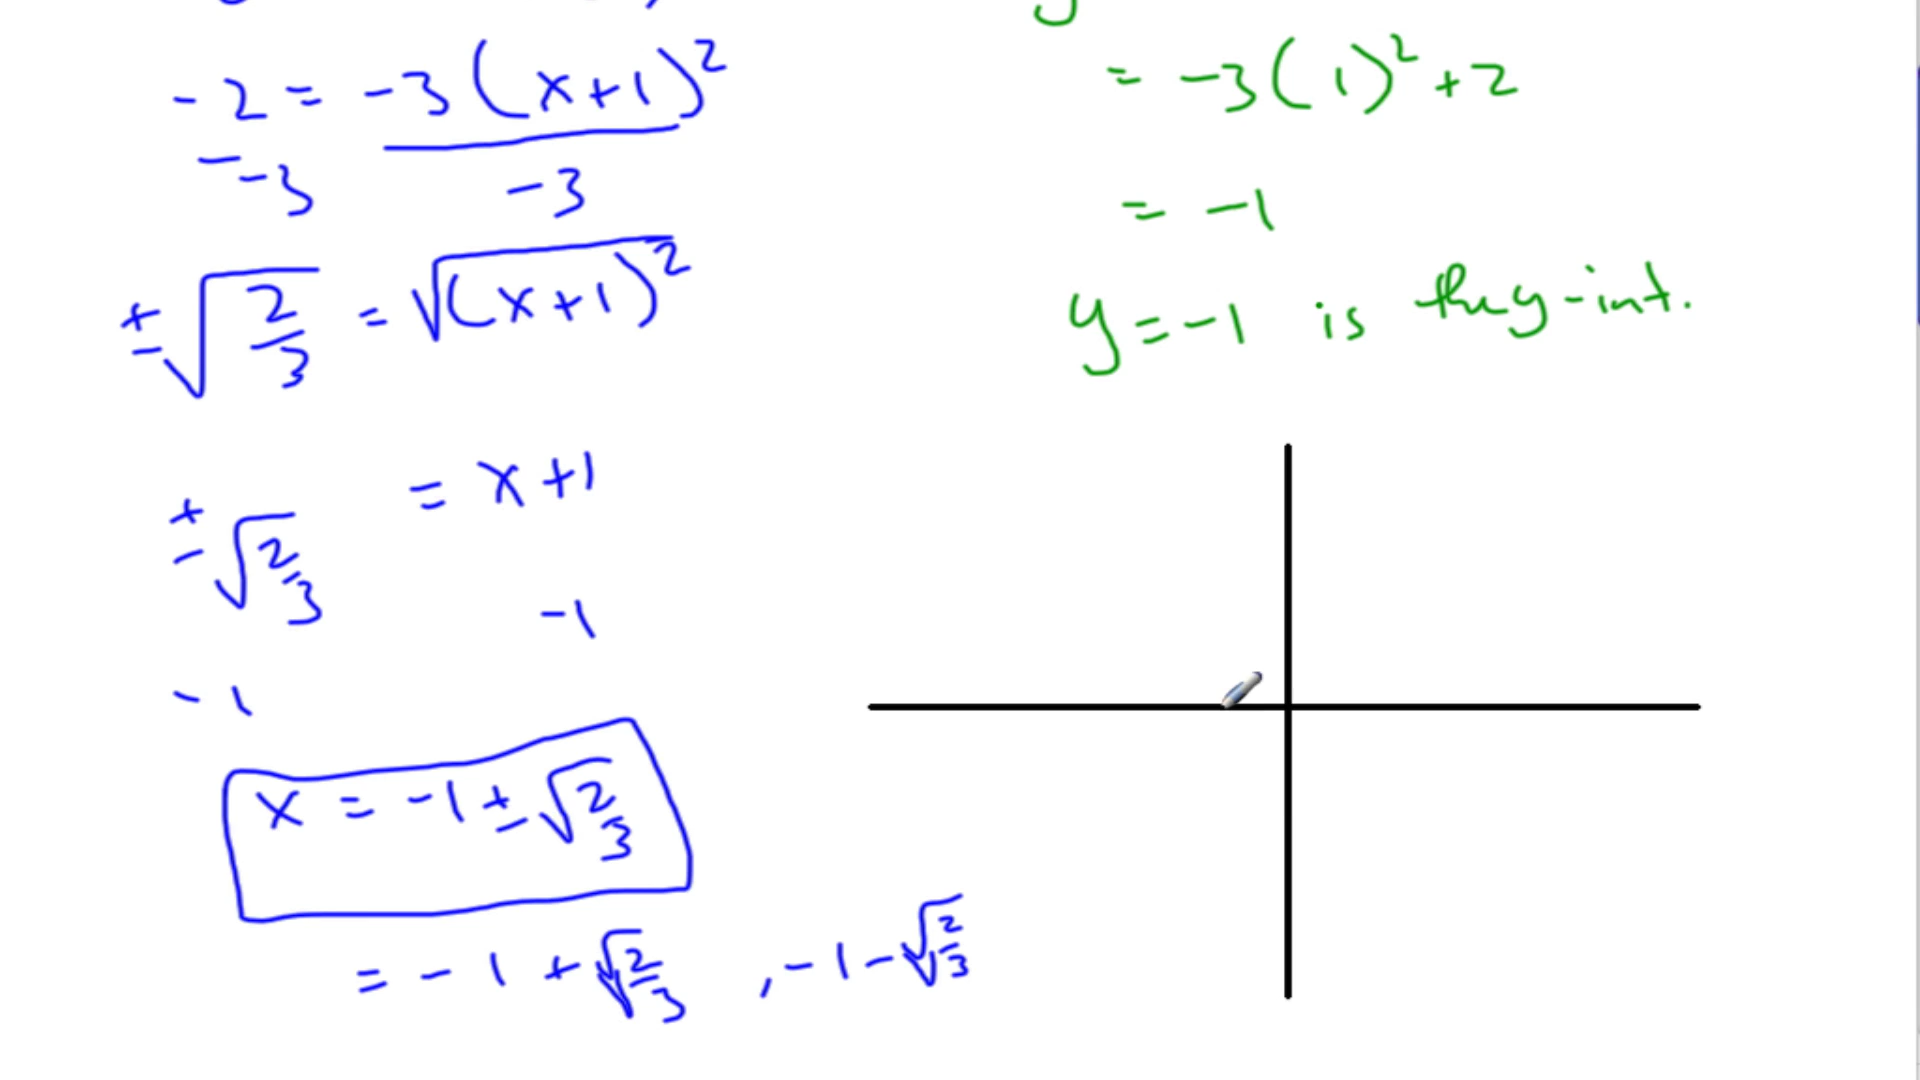 -2 = -3(x+1)²
-3 -3
±√2/3 = √(x+1)²
±√2/3 = x+1
-1
-1
x = -1 ± √2/3
= -1 + √2/3 , -1 - √2/3
= -3(1)² + 2
= -1
y = -1 is the y-int.